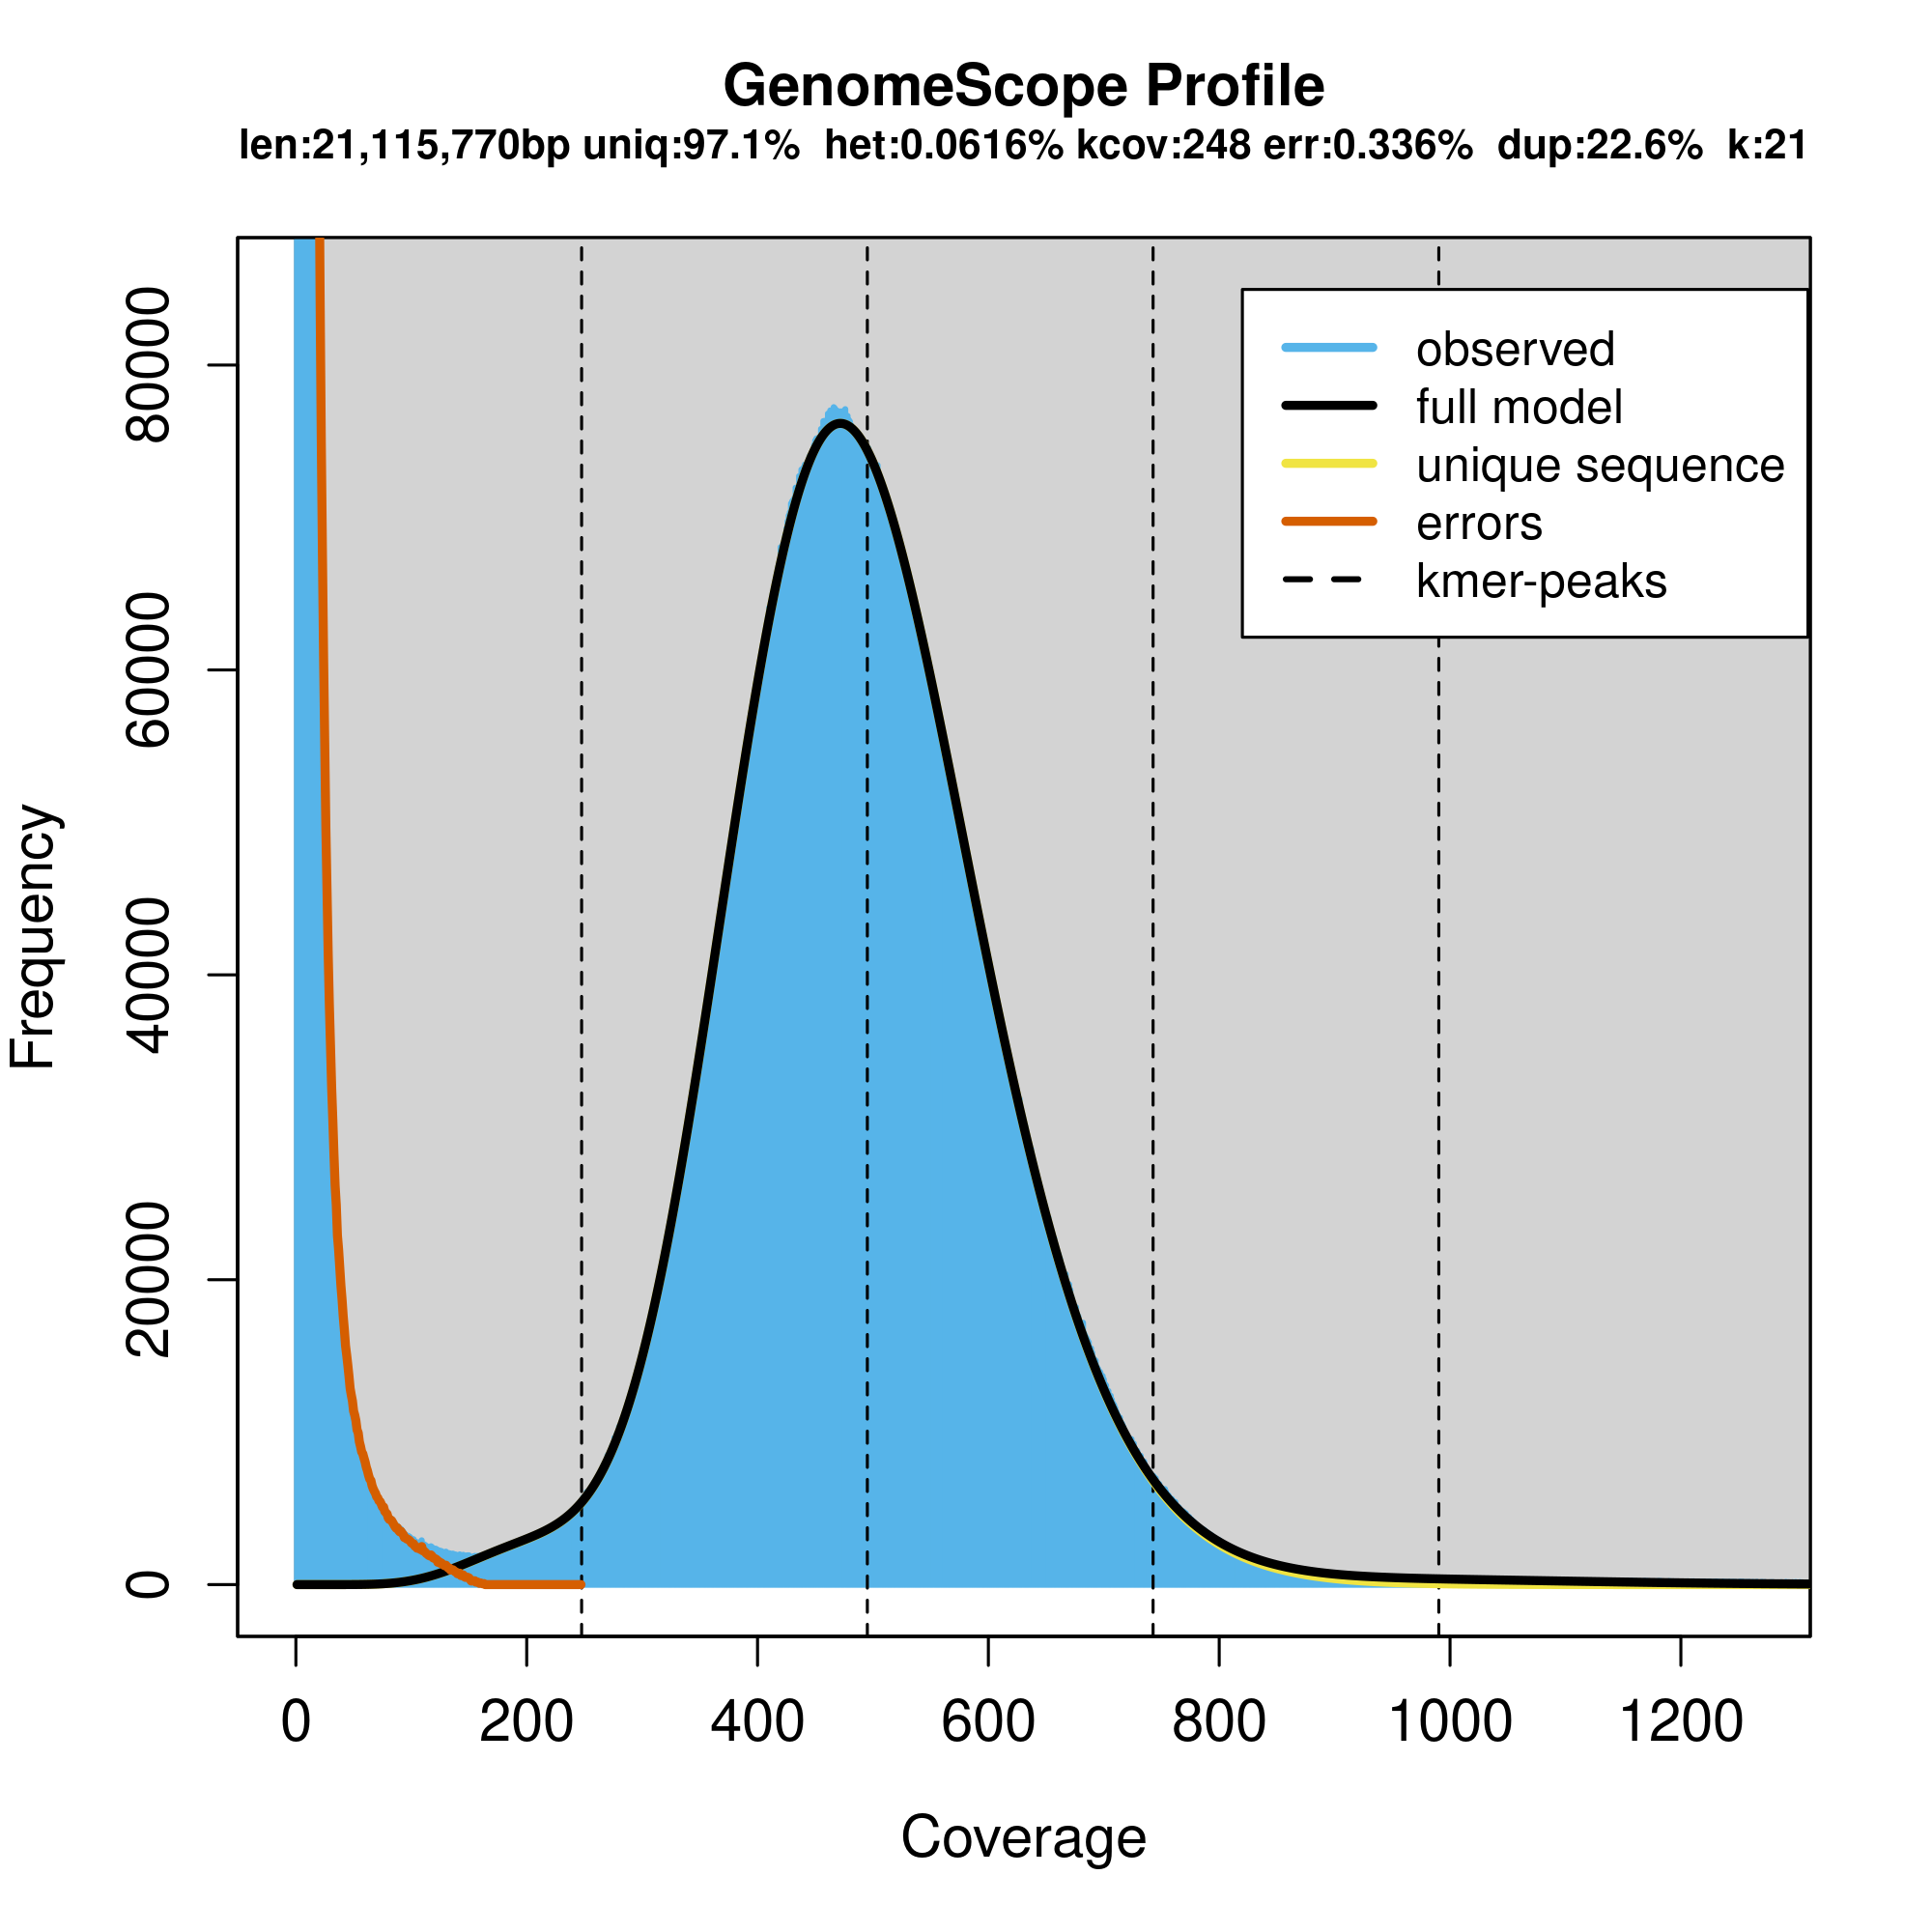 GenomeScope Profile
len:21,115,770bp uniq:97.1% het:0.0616% kcov:248 err:0.336% dup:22.6% k:21
observed
full model
unique sequence
errors
kmer-peaks
Frequency
80000
60000
40000
20000
0
0 200 400 600 800 1000 1200
Coverage